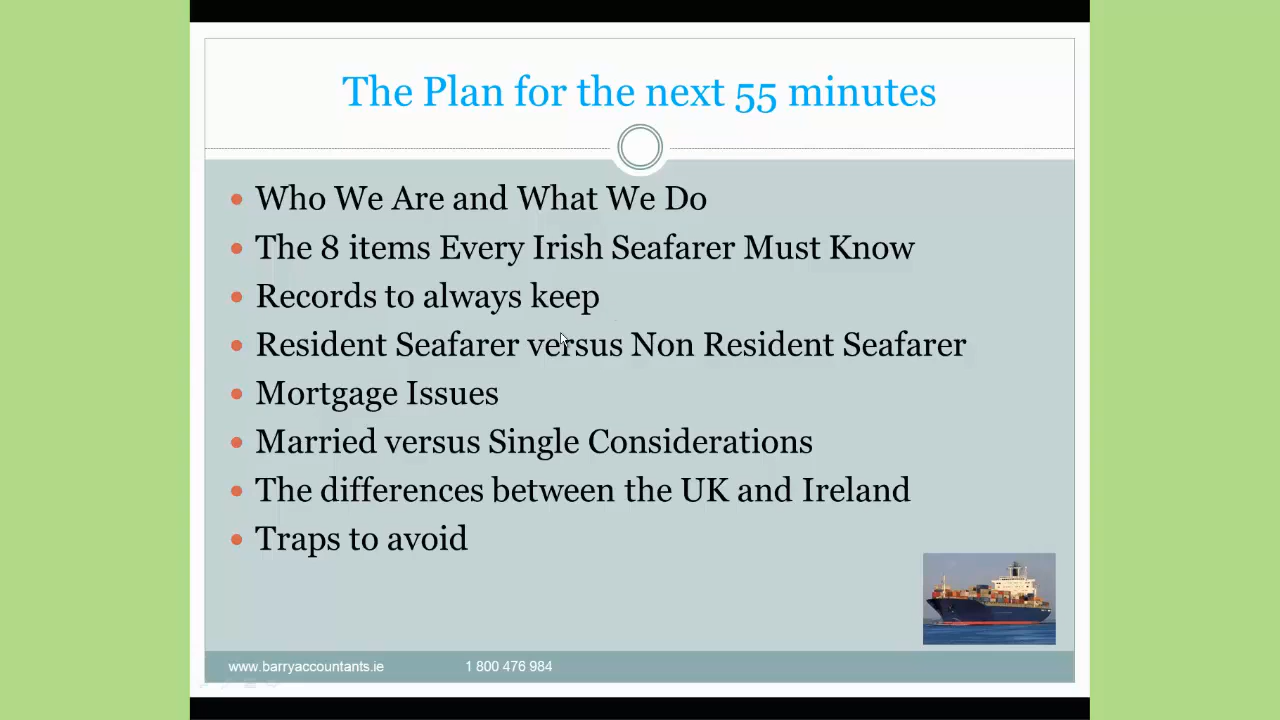 The Plan for the next 55 minutes
Who We Are and What We Do
The 8 items Every Irish Seafarer Must Know
Records to always keep
Resident Seafarer versus Non Resident Seafarer
Mortgage Issues
Married versus Single Considerations
The differences between the UK and Ireland
Traps to avoid
www.barryaccountants.ie 1 800 476 984